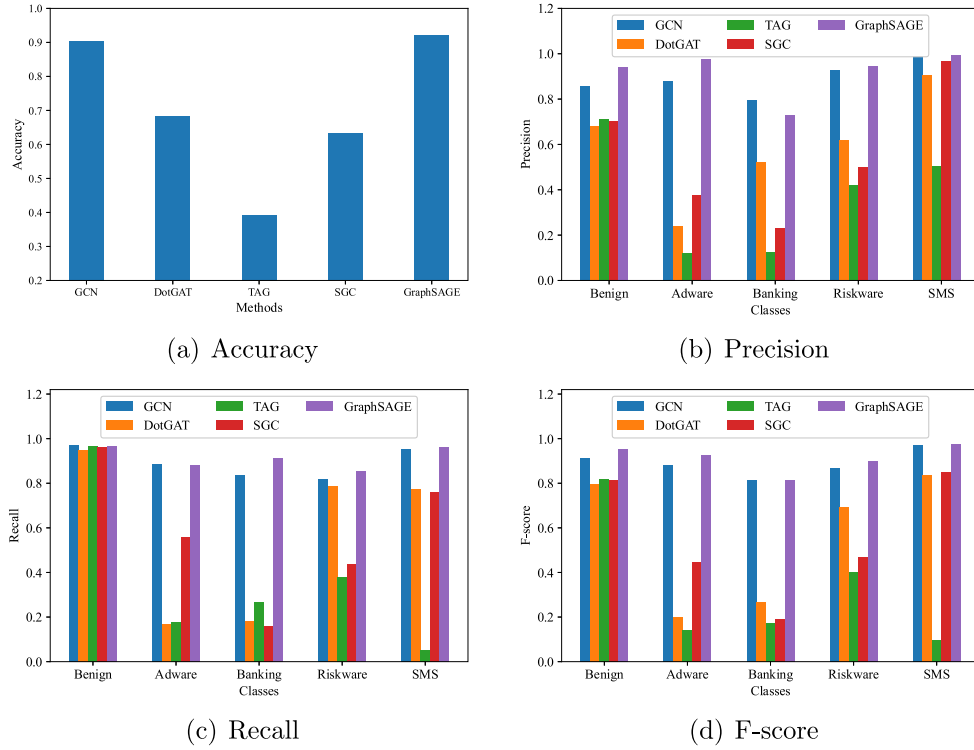 1.0
0.9
0.8
0.7
0.6
0.5
0.4
0.3
0.2
Accuracy
GCN DotGAT TAG SGC GraphSAGE
Methods
(a) Accuracy
1.2
1.0
0.8
0.6
0.4
0.2
0.0
Precision
GCN TAG GraphSAGE
DotGAT SGC
Benign Adware Banking Riskware SMS
Classes
(b) Precision
1.2
1.0
0.8
0.6
0.4
0.2
0.0
Recall
GCN TAG GraphSAGE
DotGAT SGC
Benign Adware Banking Riskware SMS
Classes
(c) Recall
1.2
1.0
0.8
0.6
0.4
0.2
0.0
F-score
GCN TAG GraphSAGE
DotGAT SGC
Benign Adware Banking Riskware SMS
Classes
(d) F-score